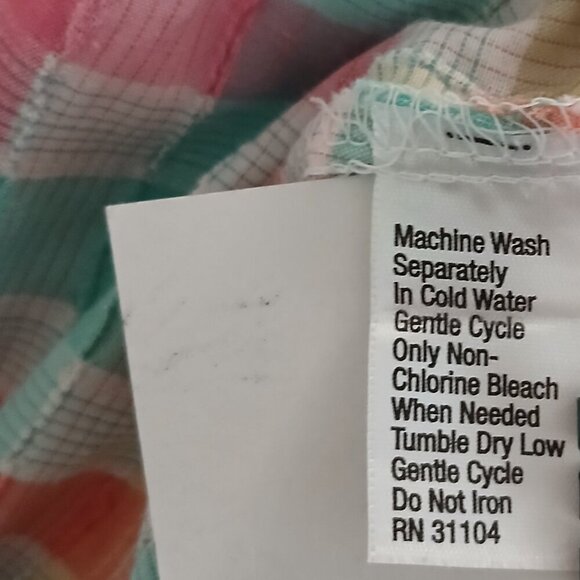 Machine Wash
Separately
In Cold Water
Gentle Cycle
Only Non-
Chlorine Bleach
When Needed
Tumble Dry Low
Gentle Cycle
Do Not Iron
RN 31104